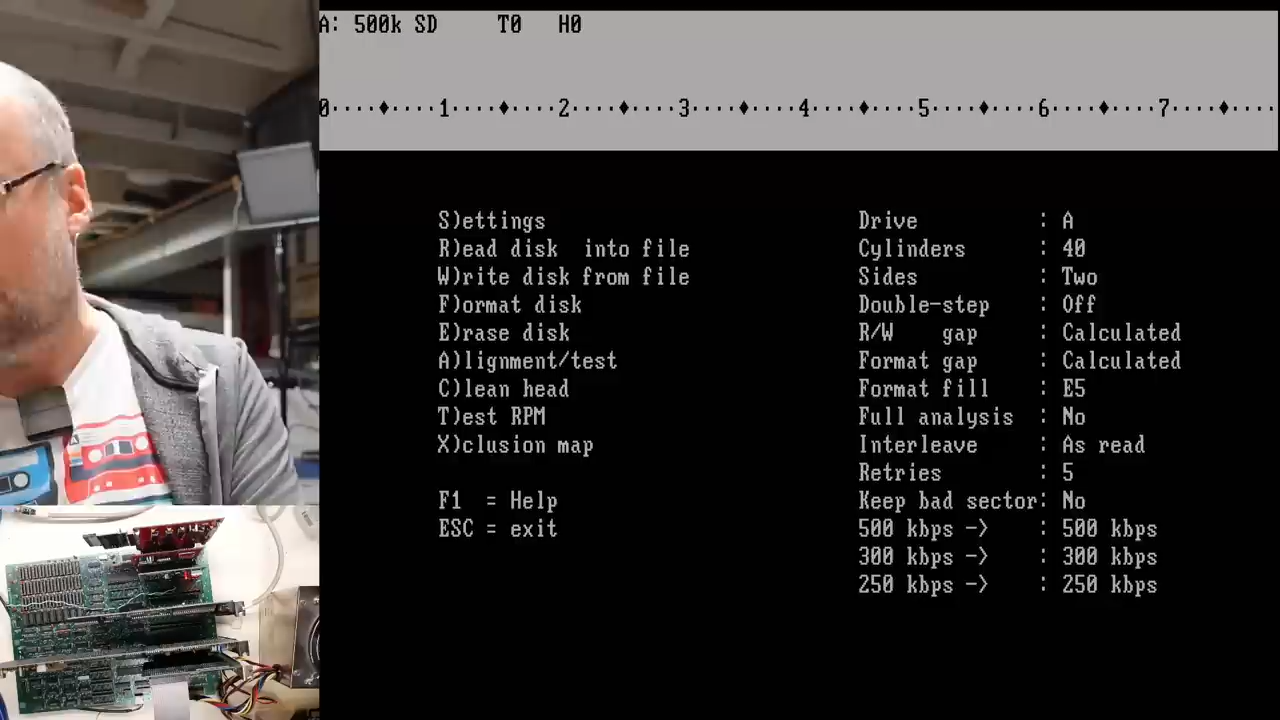 A: 500k SD T0 H0
0····♦····1····♦····2····♦····3····♦····4····♦····5····♦····6····♦····7····♦····
S)ettings
R)ead disk into file
W)rite disk from file
F)ormat disk
E)rase disk
A)lignment/test
C)lean head
T)est RPM
X)clusion map
F1 = Help
ESC = exit
Drive : A
Cylinders : 40
Sides : Two
Double-step : Off
R/W gap : Calculated
Format gap : Calculated
Format fill : E5
Full analysis : No
Interleave : As read
Retries : 5
Keep bad sector: No
500 kbps -> : 500 kbps
300 kbps -> : 300 kbps
250 kbps -> : 250 kbps